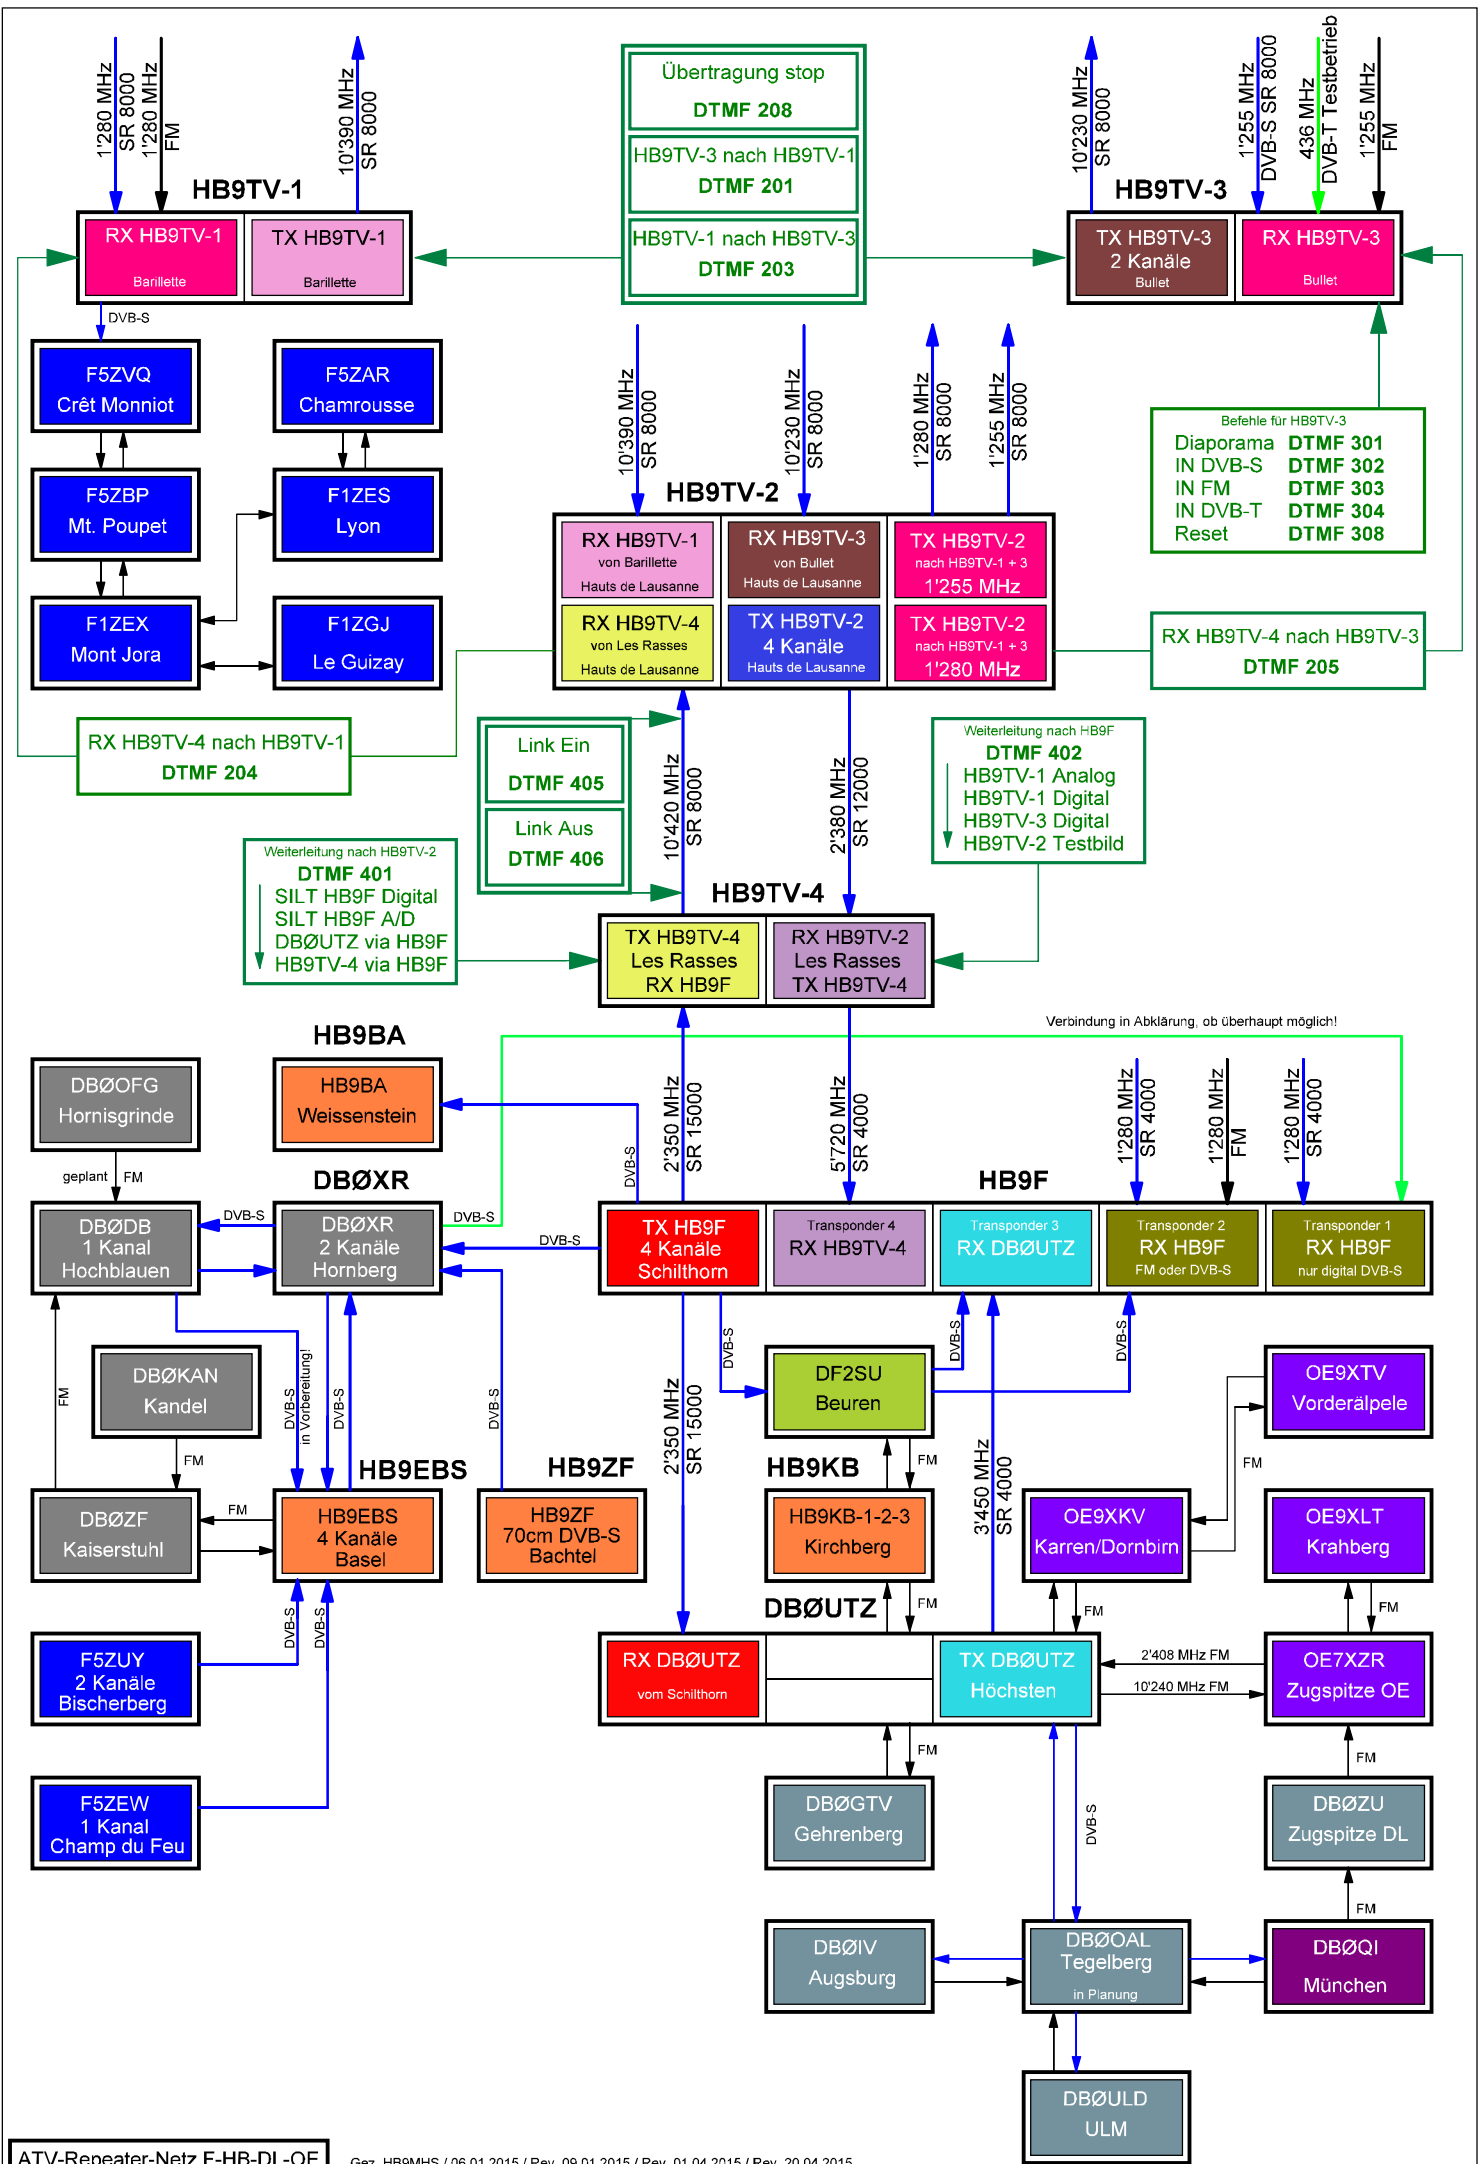 1'280 MHz
SR 8000
1'280 MHz
FM
10'390 MHz
SR 8000
Übertragung stop
DTMF 208
HB9TV-3 nach HB9TV-1
DTMF 201
HB9TV-1 nach HB9TV-3
DTMF 203
10'230 MHz
SR 8000
1'255 MHz
DVB-S SR 8000
436 MHz
DVB-T Testbetrieb
1'255 MHz
FM
HB9TV-1
RX HB9TV-1
Barillette
TX HB9TV-1
Barillette
HB9TV-3
TX HB9TV-3
2 Kanäle
Bullet
RX HB9TV-3
Bullet
DVB-S
F5ZVQ
Crêt Monniot
F5ZAR
Chamrousse
F5ZBP
Mt. Poupet
F1ZES
Lyon
F1ZEX
Mont Jora
F1ZGJ
Le Guizay
10'390 MHz
SR 8000
10'230 MHz
SR 8000
1'280 MHz
SR 8000
1'255 MHz
SR 8000
Befehle für HB9TV-3
Diaporama DTMF 301
IN DVB-S DTMF 302
IN FM DTMF 303
IN DVB-T DTMF 304
Reset DTMF 308
HB9TV-2
RX HB9TV-1
von Barillette
Hauts de Lausanne
RX HB9TV-3
von Bullet
Hauts de Lausanne
TX HB9TV-2
nach HB9TV-1 + 3
1'255 MHz
RX HB9TV-4
von Les Rasses
Hauts de Lausanne
TX HB9TV-2
4 Kanäle
Hauts de Lausanne
TX HB9TV-2
nach HB9TV-1 + 3
1'280 MHz
RX HB9TV-4 nach HB9TV-3
DTMF 205
RX HB9TV-4 nach HB9TV-1
DTMF 204
Link Ein
DTMF 405
Link Aus
DTMF 406
10'420 MHz
SR 8000
2'380 MHz
SR 12000
Weiterleitung nach HB9F
DTMF 402
HB9TV-1 Analog
HB9TV-1 Digital
HB9TV-3 Digital
HB9TV-2 Testbild
Weiterleitung nach HB9TV-2
DTMF 401
SILT HB9F Digital
SILT HB9F A/D
DBØUTZ via HB9F
HB9TV-4 via HB9F
HB9TV-4
TX HB9TV-4
Les Rasses
RX HB9F
RX HB9TV-2
Les Rasses
TX HB9TV-4
Verbindung in Abklärung, ob überhaupt möglich!
HB9BA
HB9BA
Weissenstein
DBØOFG
Hornisgrinde
geplant
FM
DVB-S
2'350 MHz
SR 15000
5'720 MHz
SR 4000
1'280 MHz
SR 4000
1'280 MHz
FM
1'280 MHz
SR 4000
DBØXR
HB9F
DBØDB
1 Kanal
Hochblauen
DVB-S
DBØXR
2 Kanäle
Hornberg
DVB-S
DVB-S
TX HB9F
4 Kanäle
Schilthorn
Transponder 4
RX HB9TV-4
Transponder 3
RX DBØUTZ
Transponder 2
RX HB9F
FM oder DVB-S
Transponder 1
RX HB9F
nur digital DVB-S
FM
DBØKAN
Kandel
FM
DVB-S
in Vorbereitung!
DVB-S
DVB-S
2'350 MHz
SR 15000
DVB-S
DF2SU
Beuren
DVB-S
3'450 MHz
SR 4000
DVB-S
OE9XTV
Vorderälpele
FM
HB9EBS
HB9ZF
HB9KB
FM
DBØZF
Kaiserstuhl
FM
HB9EBS
4 Kanäle
Basel
HB9ZF
70cm DVB-S
Bachtel
HB9KB-1-2-3
Kirchberg
OE9XKV
Karren/Dornbirn
OE9XLT
Krahberg
DVB-S
DVB-S
DBØUTZ
FM
FM
FM
F5ZUY
2 Kanäle
Bischerberg
RX DBØUTZ
vom Schilthorn
TX DBØUTZ
Höchsten
2'408 MHz FM
10'240 MHz FM
OE7XZR
Zugspitze OE
FM
FM
F5ZEW
1 Kanal
Champ du Feu
DBØGTV
Gehrenberg
DVB-S
DBØZU
Zugspitze DL
FM
DBØIV
Augsburg
DBØOAL
Tegelberg
in Planung
DBØQI
München
DBØULD
ULM
ATV-Repeater-Netz F-HB-DL-OE
Gez. HB9MHS / 06.01.2015 / Rev. 09.01.2015 / Rev. 01.04.2015 / Rev. 20.04.2015